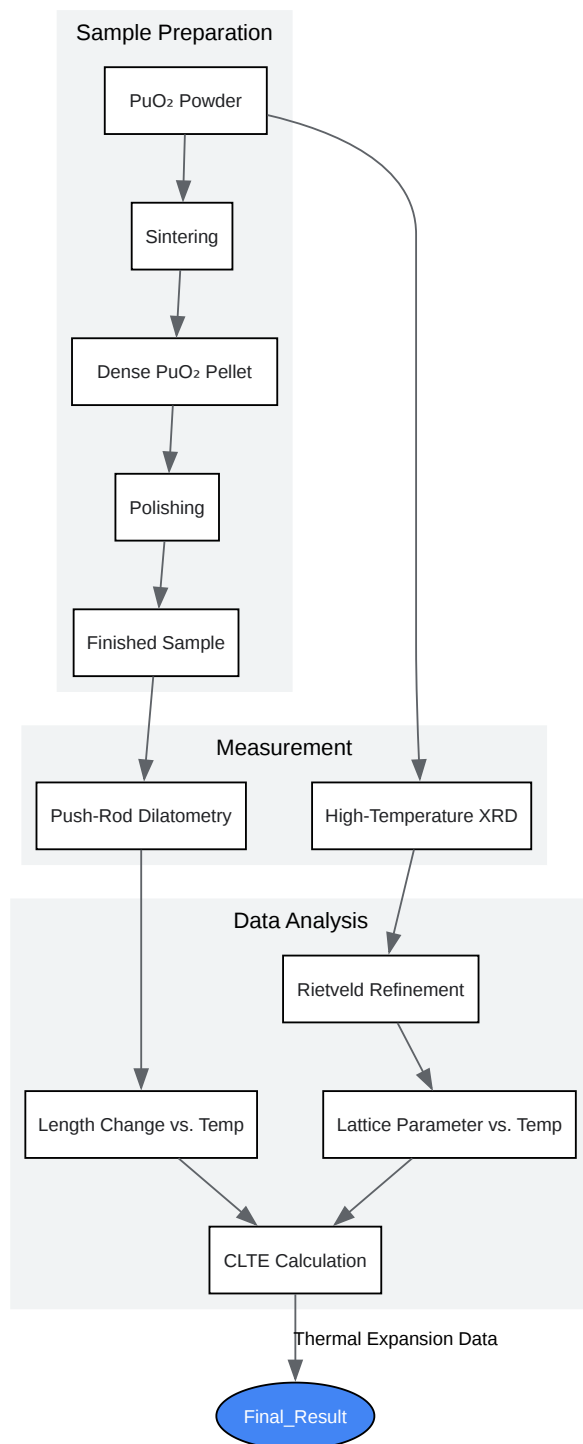 Sample Preparation
PuO₂ Powder
Sintering
Dense PuO₂ Pellet
Polishing
Finished Sample
Measurement
Push-Rod Dilatometry
High-Temperature XRD
Data Analysis
Rietveld Refinement
Length Change vs. Temp
Lattice Parameter vs. Temp
CLTE Calculation
Thermal Expansion Data
Final_Result